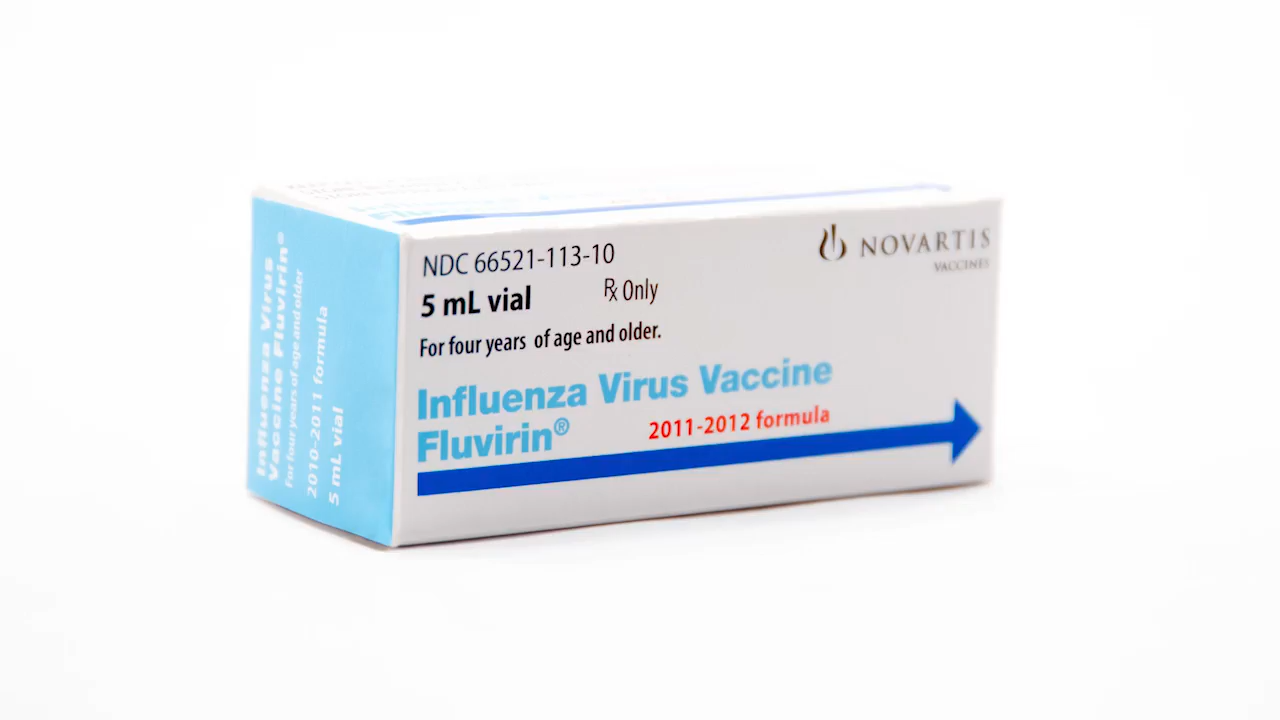 Influenza Virus
Vaccine Fluvirin®
For four years of age and older
2010-2011 formula
5 mL vial
NDC 66521-113-10
5 mL vial
℞ Only
For four years of age and older.
Influenza Virus Vaccine
Fluvirin®
2011-2012 formula
NOVARTIS
VACCINES